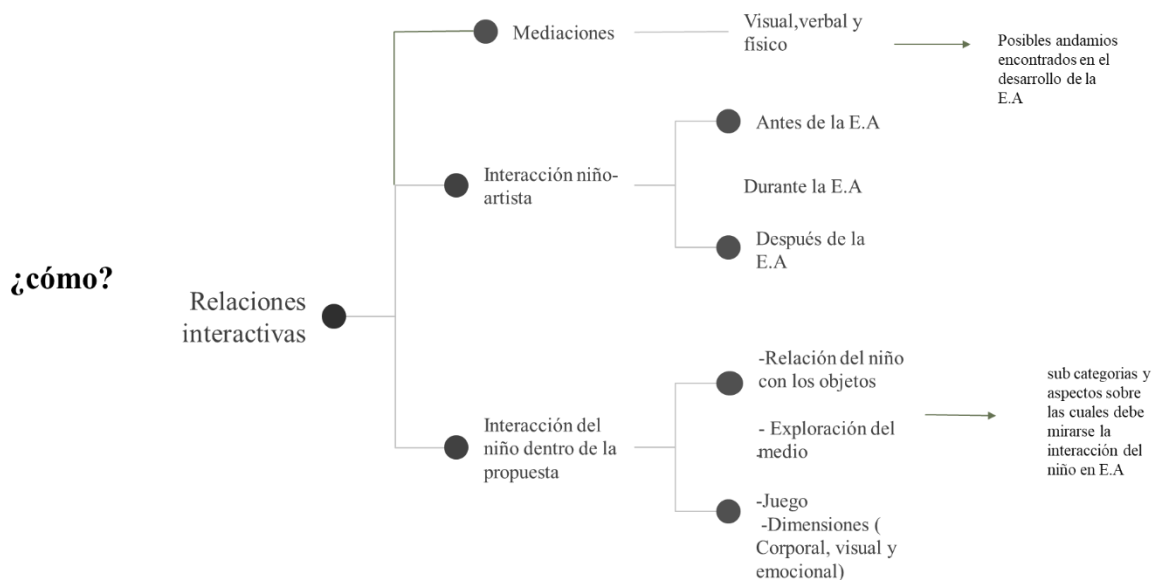 ¿cómo?
Relaciones
interactivas
Mediaciones
Visual,verbal y
físico
Posibles andamios
encontrados en el
desarrollo de la
E.A
Interacción niño-
artista
Antes de la E.A
Durante la E.A
Después de la
E.A
Interacción del
niño dentro de la
propuesta
-Relación del niño
con los objetos
- Exploración del
medio
-Juego
-Dimensiones (
Corporal, visual y
emocional)
sub categorias y
aspectos sobre
las cuales debe
mirarse la
interacción del
niño en E.A